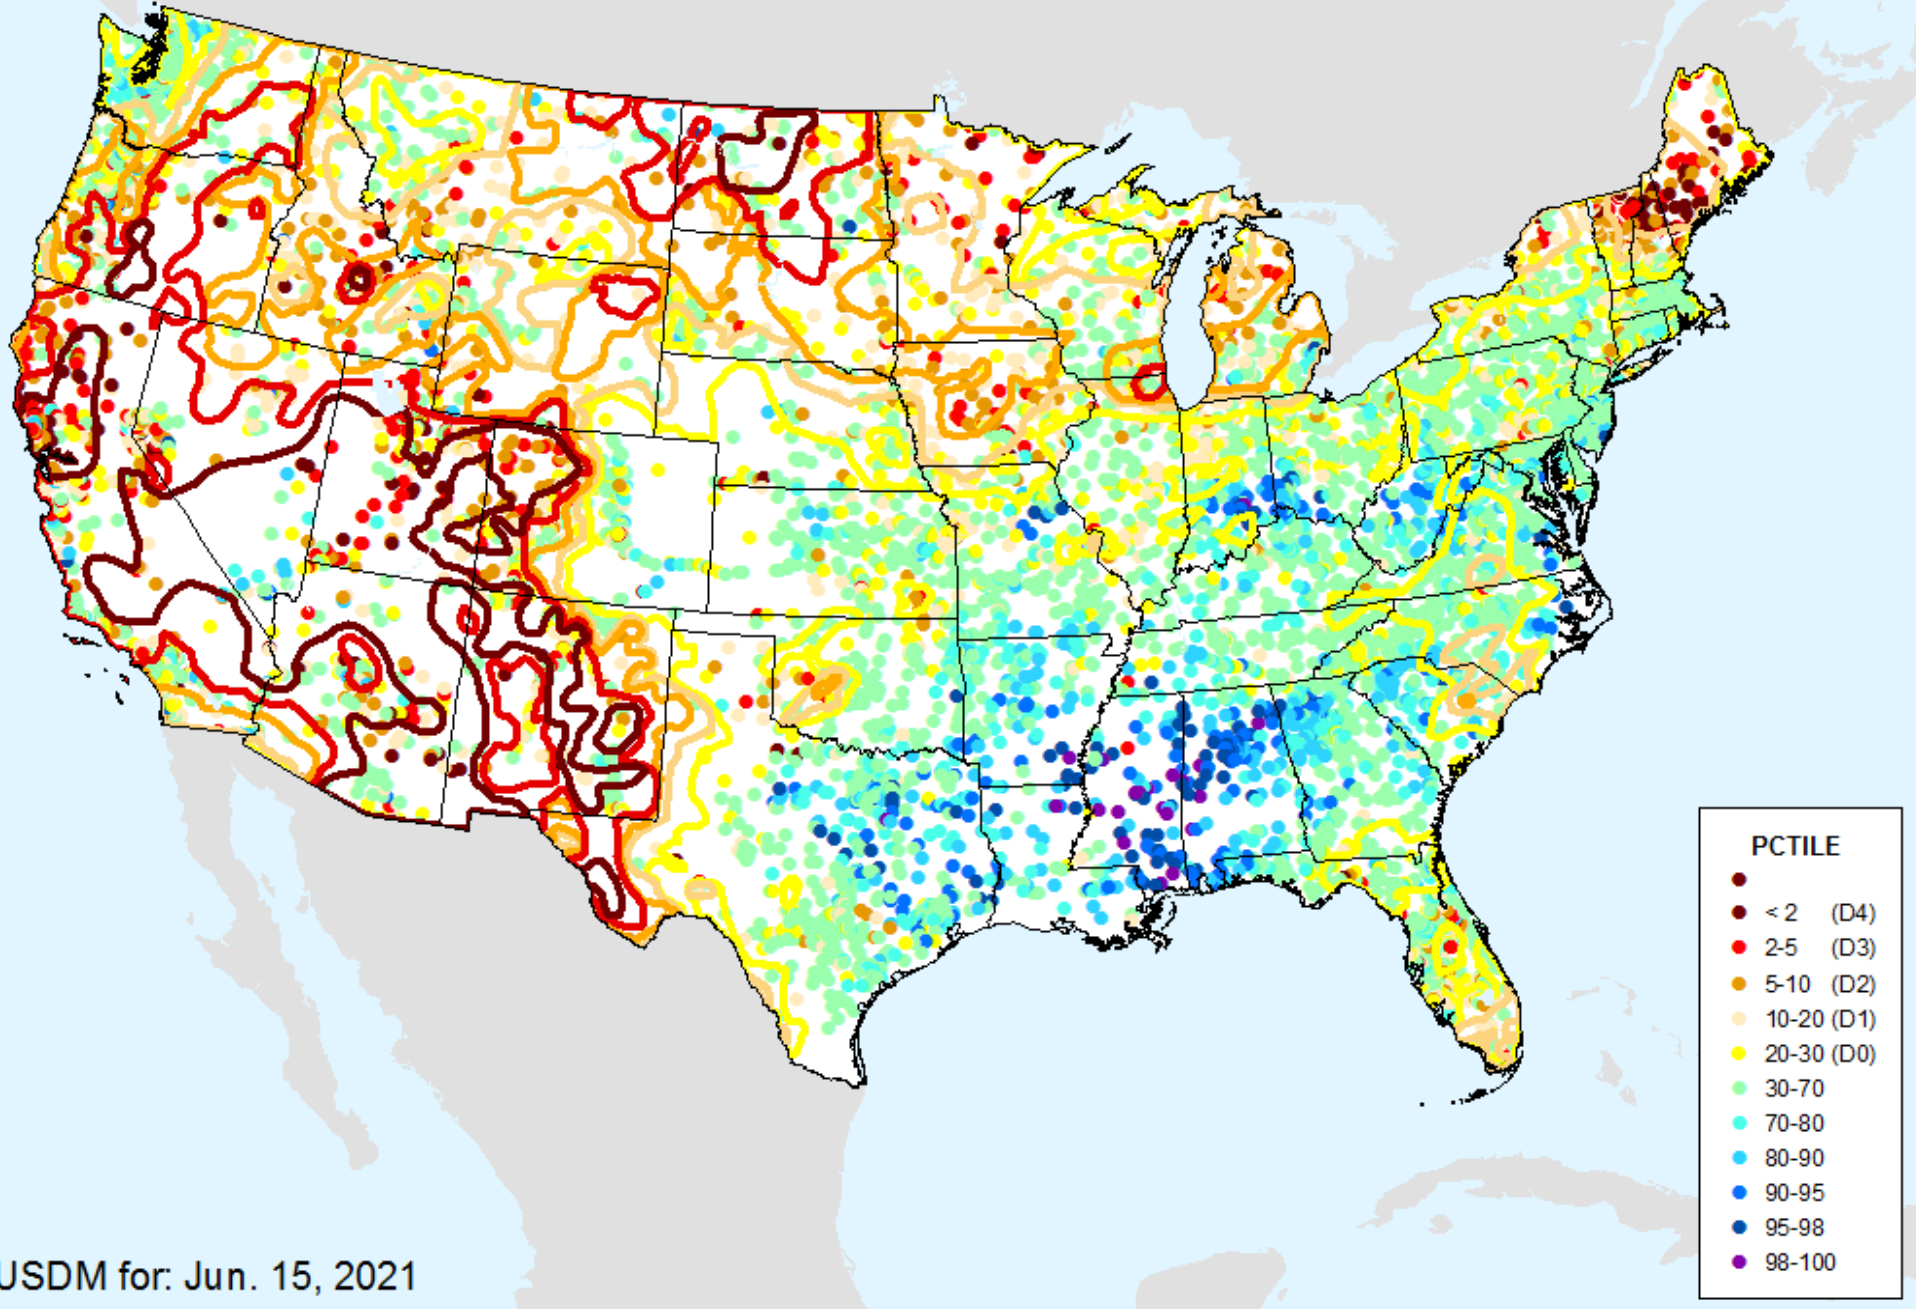 PCTILE
< 2 (D4)
2-5 (D3)
5-10 (D2)
10-20 (D1)
20-30 (D0)
30-70
70-80
80-90
90-95
95-98
98-100
USDM for: Jun. 15, 2021